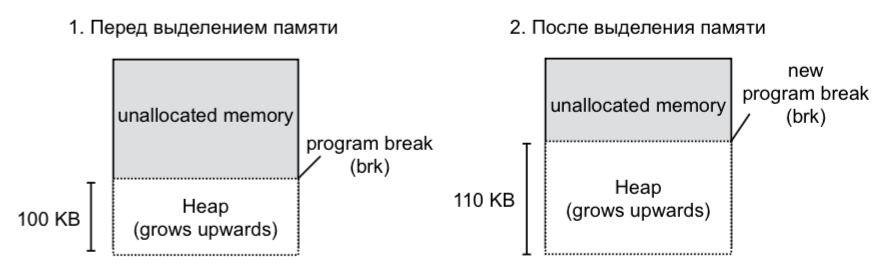 1. Перед выделением памяти
unallocated memory
program break
(brk)
100 KB
Heap
(grows upwards)
2. После выделения памяти
unallocated memory
new
program break
(brk)
110 KB
Heap
(grows upwards)